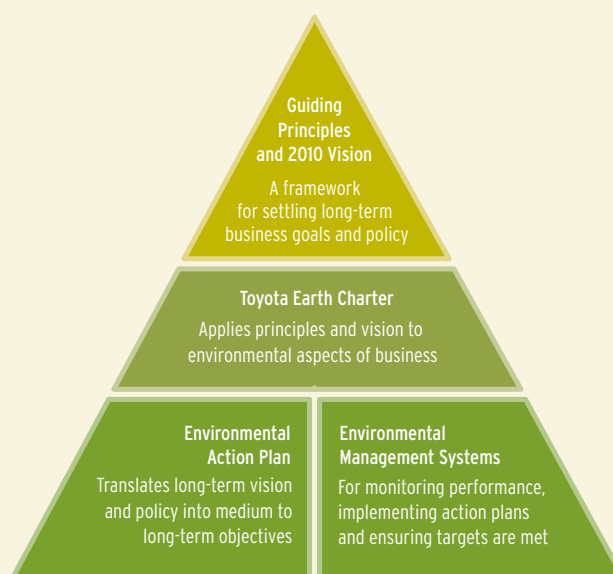 Guiding
Principles
and 2010 Vision
A framework
for settling long-term
business goals and policy
Toyota Earth Charter
Applies principles and vision to
environmental aspects of business
Environmental
Action Plan
Translates long-term vision
and policy into medium to
long-term objectives
Environmental
Management Systems
For monitoring performance,
implementing action plans
and ensuring targets are met